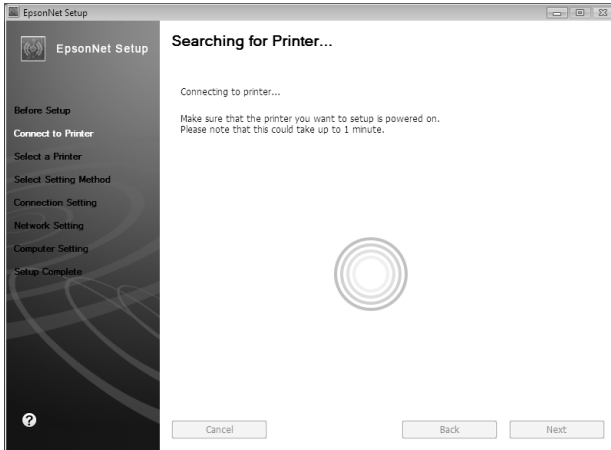 EpsonNet Setup
EpsonNet Setup
Before Setup
Connect to Printer
Select a Printer
Select Setting Method
Connection Setting
Network Setting
Computer Setting
Setup Complete
?
Searching for Printer...
Connecting to printer...
Make sure that the printer you want to setup is powered on.
Please note that this could take up to 1 minute.
Cancel
Back
Next